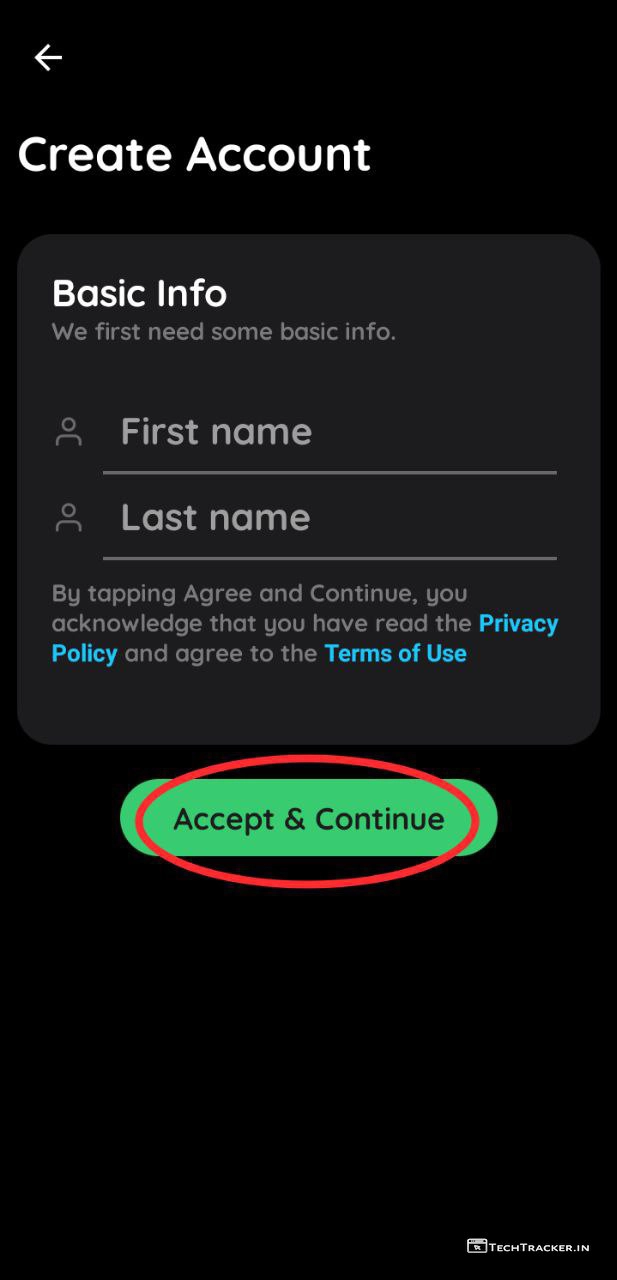 Create Account
Basic Info
We first need some basic info.
First name
Last name
By tapping Agree and Continue, you
acknowledge that you have read the Privacy
Policy and agree to the Terms of Use
Accept & Continue
TECHTRACKER.IN